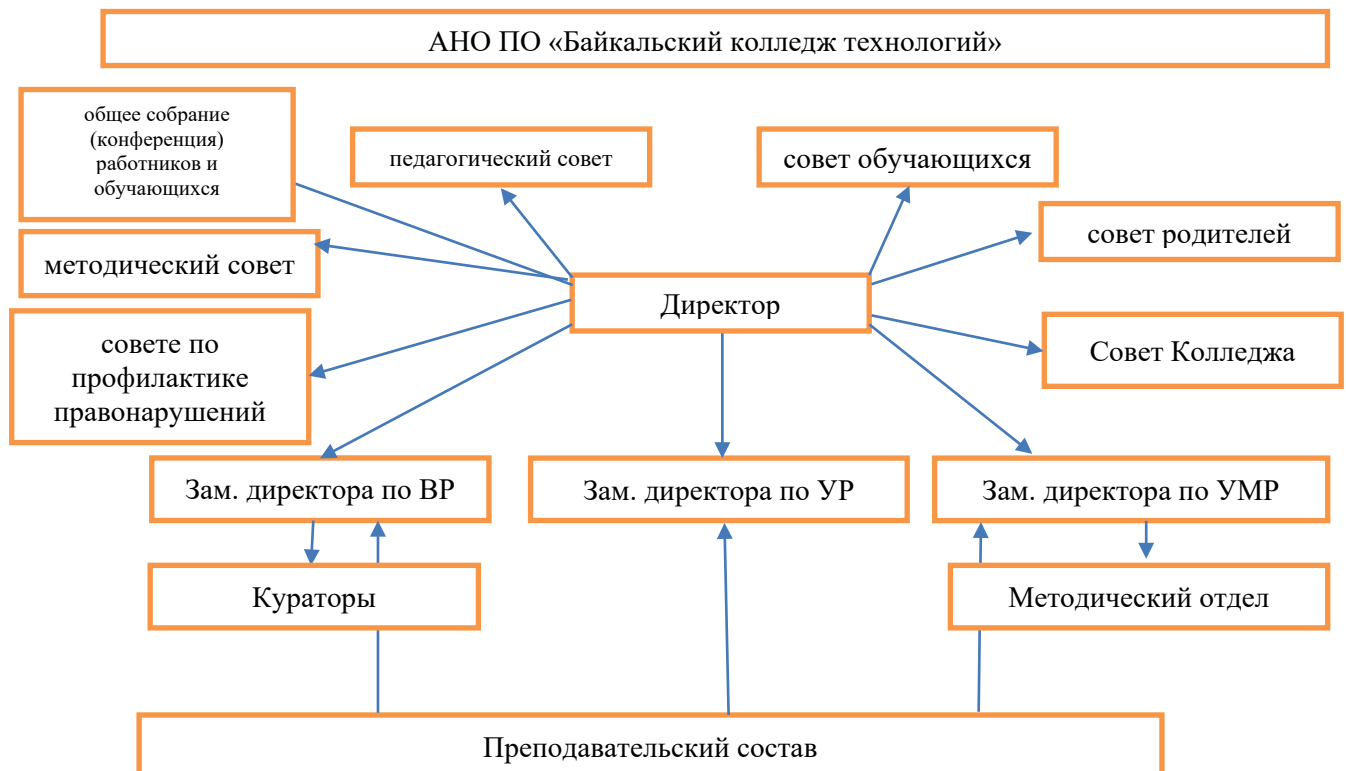 АНО ПО «Байкальский колледж технологий»
общее собрание
(конференция)
работников и
обучающихся
педагогический совет
совет обучающихся
совет родителей
методический совет
Директор
совете по
профилактике
правонарушений
Совет Колледжа
Зам. директора по ВР
Зам. директора по УР
Зам. директора по УМР
Кураторы
Методический отдел
Преподавательский состав